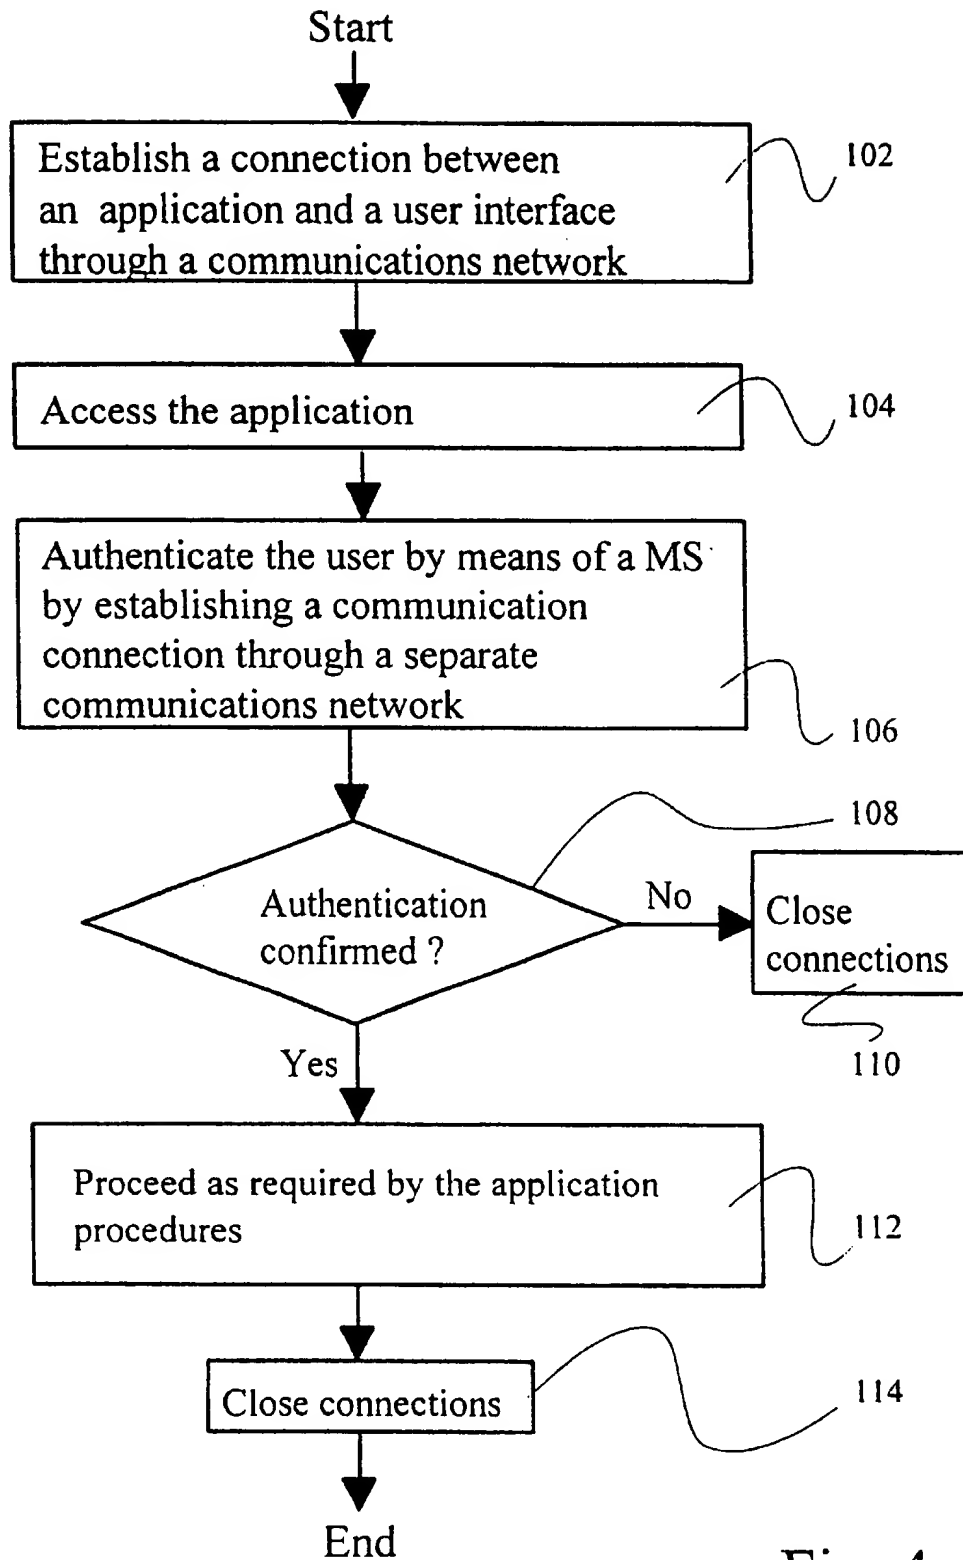 Start
Establish a connection between
an application and a user interface
through a communications network
102
Access the application
104
Authenticate the user by means of a MS
by establishing a communication
connection through a separate
communications network
106
108
Authentication
confirmed ?
No
Close
connections
110
Yes
Proceed as required by the application
procedures
112
Close connections
114
End
Fig. 4